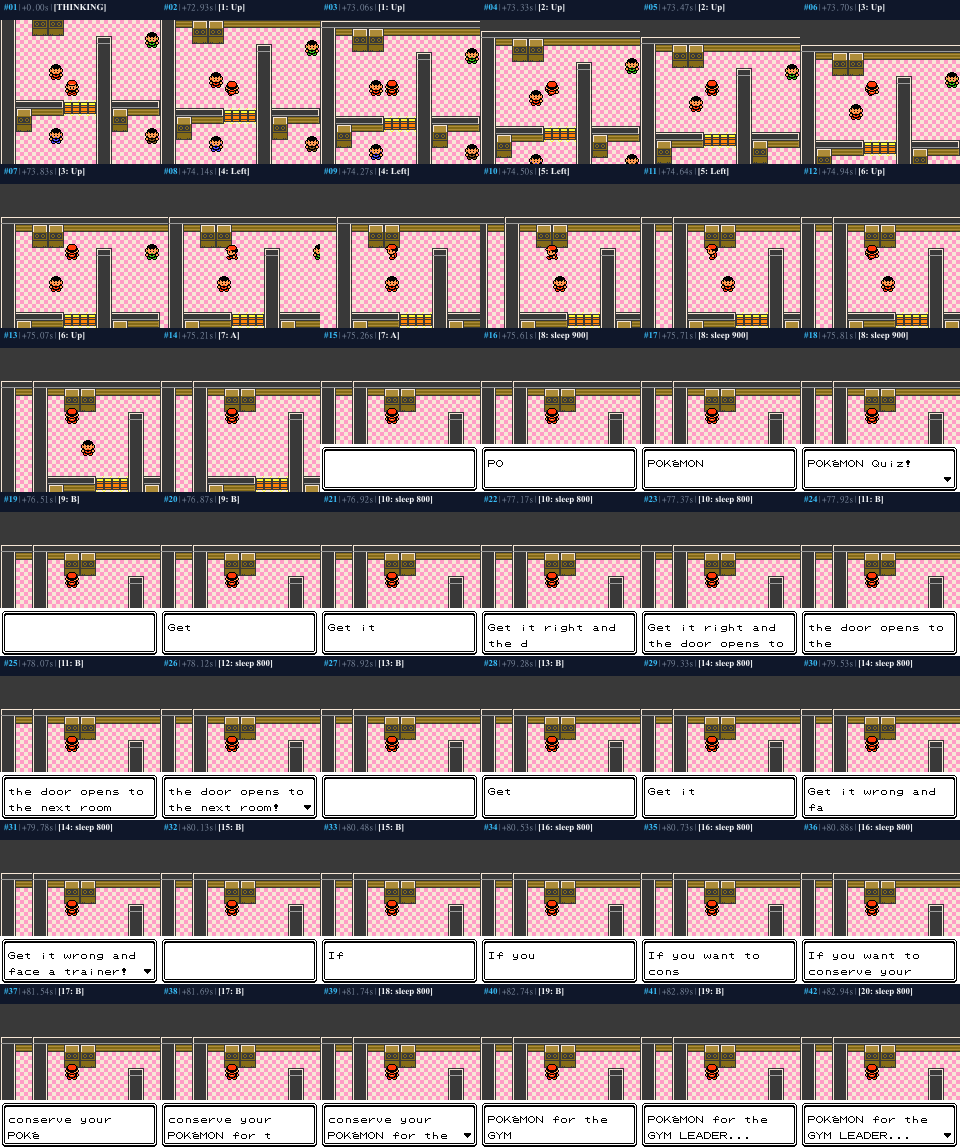 #01|+0.00s|[THINKING]
#02|+72.93s|[1: Up]
#03|+73.06s|[1: Up]
#04|+73.33s|[2: Up]
#05|+73.47s|[2: Up]
#06|+73.70s|[3: Up]
#07|+73.83s|[3: Up]
#08|+74.14s|[4: Left]
#09|+74.27s|[4: Left]
#10|+74.50s|[5: Left]
#11|+74.64s|[5: Left]
#12|+74.94s|[6: Up]
#13|+75.07s|[6: Up]
#14|+75.21s|[7: A]
#15|+75.26s|[7: A]
#16|+75.61s|[8: sleep 900]
#17|+75.71s|[8: sleep 900]
#18|+75.81s|[8: sleep 900]
PO
POKéMON
POKéMON Quiz!
#19|+76.51s|[9: B]
#20|+76.87s|[9: B]
#21|+76.92s|[10: sleep 800]
#22|+77.17s|[10: sleep 800]
#23|+77.37s|[10: sleep 800]
#24|+77.92s|[11: B]
Get
Get it
Get it right and
the d
Get it right and
the door opens to
the door opens to
the
#25|+78.07s|[11: B]
#26|+78.12s|[12: sleep 800]
#27|+78.92s|[13: B]
#28|+79.28s|[13: B]
#29|+79.33s|[14: sleep 800]
#30|+79.53s|[14: sleep 800]
the door opens to
the next room
the door opens to
the next room!
Get
Get it
Get it wrong and
fa
#31|+79.78s|[14: sleep 800]
#32|+80.13s|[15: B]
#33|+80.48s|[15: B]
#34|+80.53s|[16: sleep 800]
#35|+80.73s|[16: sleep 800]
#36|+80.88s|[16: sleep 800]
Get it wrong and
face a trainer!
If
If you
If you want to
cons
If you want to
conserve your
#37|+81.54s|[17: B]
#38|+81.69s|[17: B]
#39|+81.74s|[18: sleep 800]
#40|+82.74s|[19: B]
#41|+82.89s|[19: B]
#42|+82.94s|[20: sleep 800]
conserve your
POKé
conserve your
POKéMON for t
conserve your
POKéMON for the
POKéMON for the
GYM
POKéMON for the
GYM LEADER...
POKéMON for the
GYM LEADER...